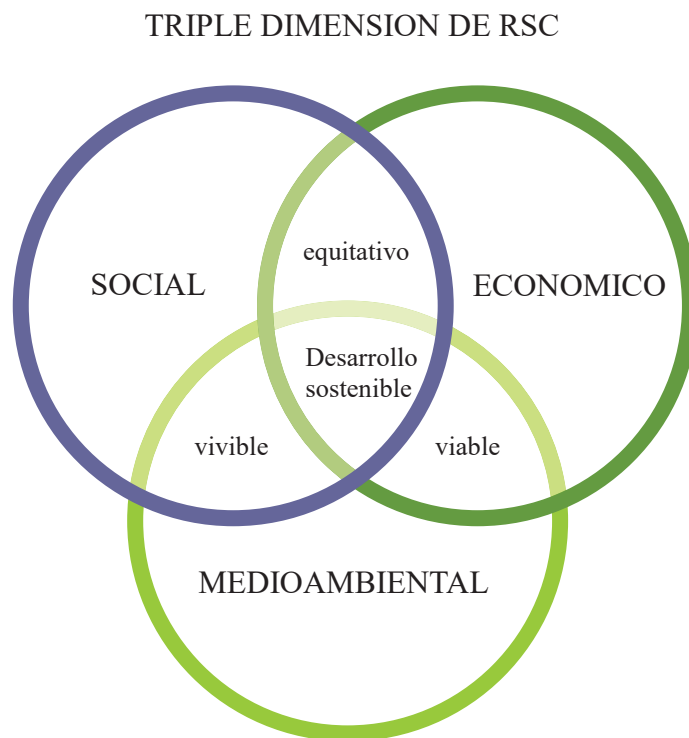 TRIPLE DIMENSION DE RSC
equitativo
SOCIAL
ECONOMICO
Desarrollo
sostenible
vivible
viable
MEDIOAMBIENTAL